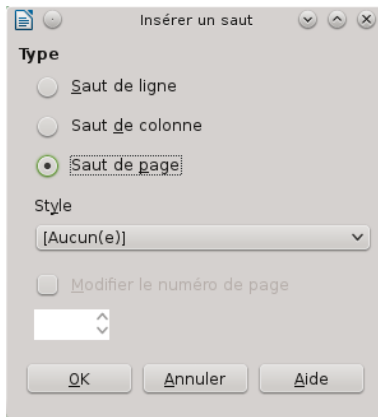 Insérer un saut
Type
Saut de ligne
Saut de colonne
Saut de page
Style
[Aucun(e)]
Modifier le numéro de page
OK
Annuler
Aide